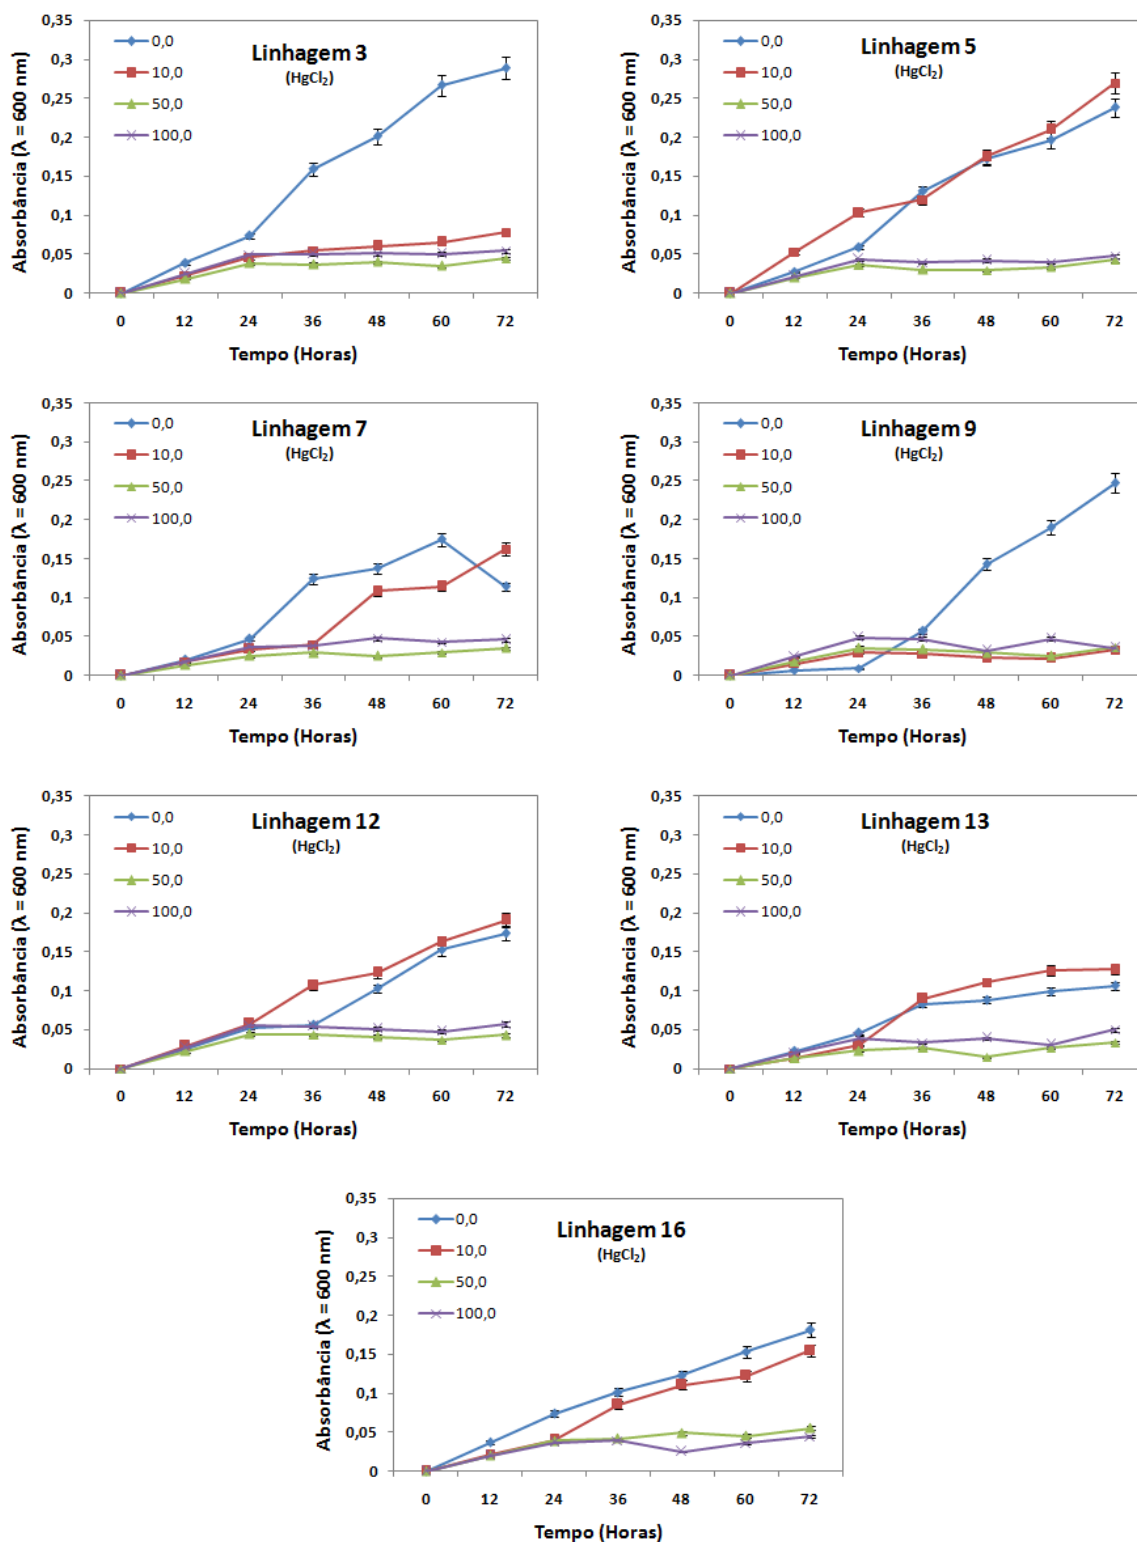 Absorbância (λ = 600 nm)
0,35
0,3
0,25
0,2
0,15
0,1
0,05
0
0,0
10,0
50,0
100,0
Linhagem 3
(HgCl₂)
0 12 24 36 48 60 72
Tempo (Horas)
Absorbância (λ = 600 nm)
0,35
0,3
0,25
0,2
0,15
0,1
0,05
0
0,0
10,0
50,0
100,0
Linhagem 5
(HgCl₂)
0 12 24 36 48 60 72
Tempo (Horas)
Absorbância (λ = 600 nm)
0,35
0,3
0,25
0,2
0,15
0,1
0,05
0
0,0
10,0
50,0
100,0
Linhagem 7
(HgCl₂)
0 12 24 36 48 60 72
Tempo (Horas)
Absorbância (λ = 600 nm)
0,35
0,3
0,25
0,2
0,15
0,1
0,05
0
0,0
10,0
50,0
100,0
Linhagem 9
(HgCl₂)
0 12 24 36 48 60 72
Tempo (Horas)
Absorbância (λ = 600 nm)
0,35
0,3
0,25
0,2
0,15
0,1
0,05
0
0,0
10,0
50,0
100,0
Linhagem 12
(HgCl₂)
0 12 24 36 48 60 72
Tempo (Horas)
Absorbância (λ = 600 nm)
0,35
0,3
0,25
0,2
0,15
0,1
0,05
0
0,0
10,0
50,0
100,0
Linhagem 13
(HgCl₂)
0 12 24 36 48 60 72
Tempo (Horas)
Absorbância (λ = 600 nm)
0,35
0,3
0,25
0,2
0,15
0,1
0,05
0
0,0
10,0
50,0
100,0
Linhagem 16
(HgCl₂)
0 12 24 36 48 60 72
Tempo (Horas)